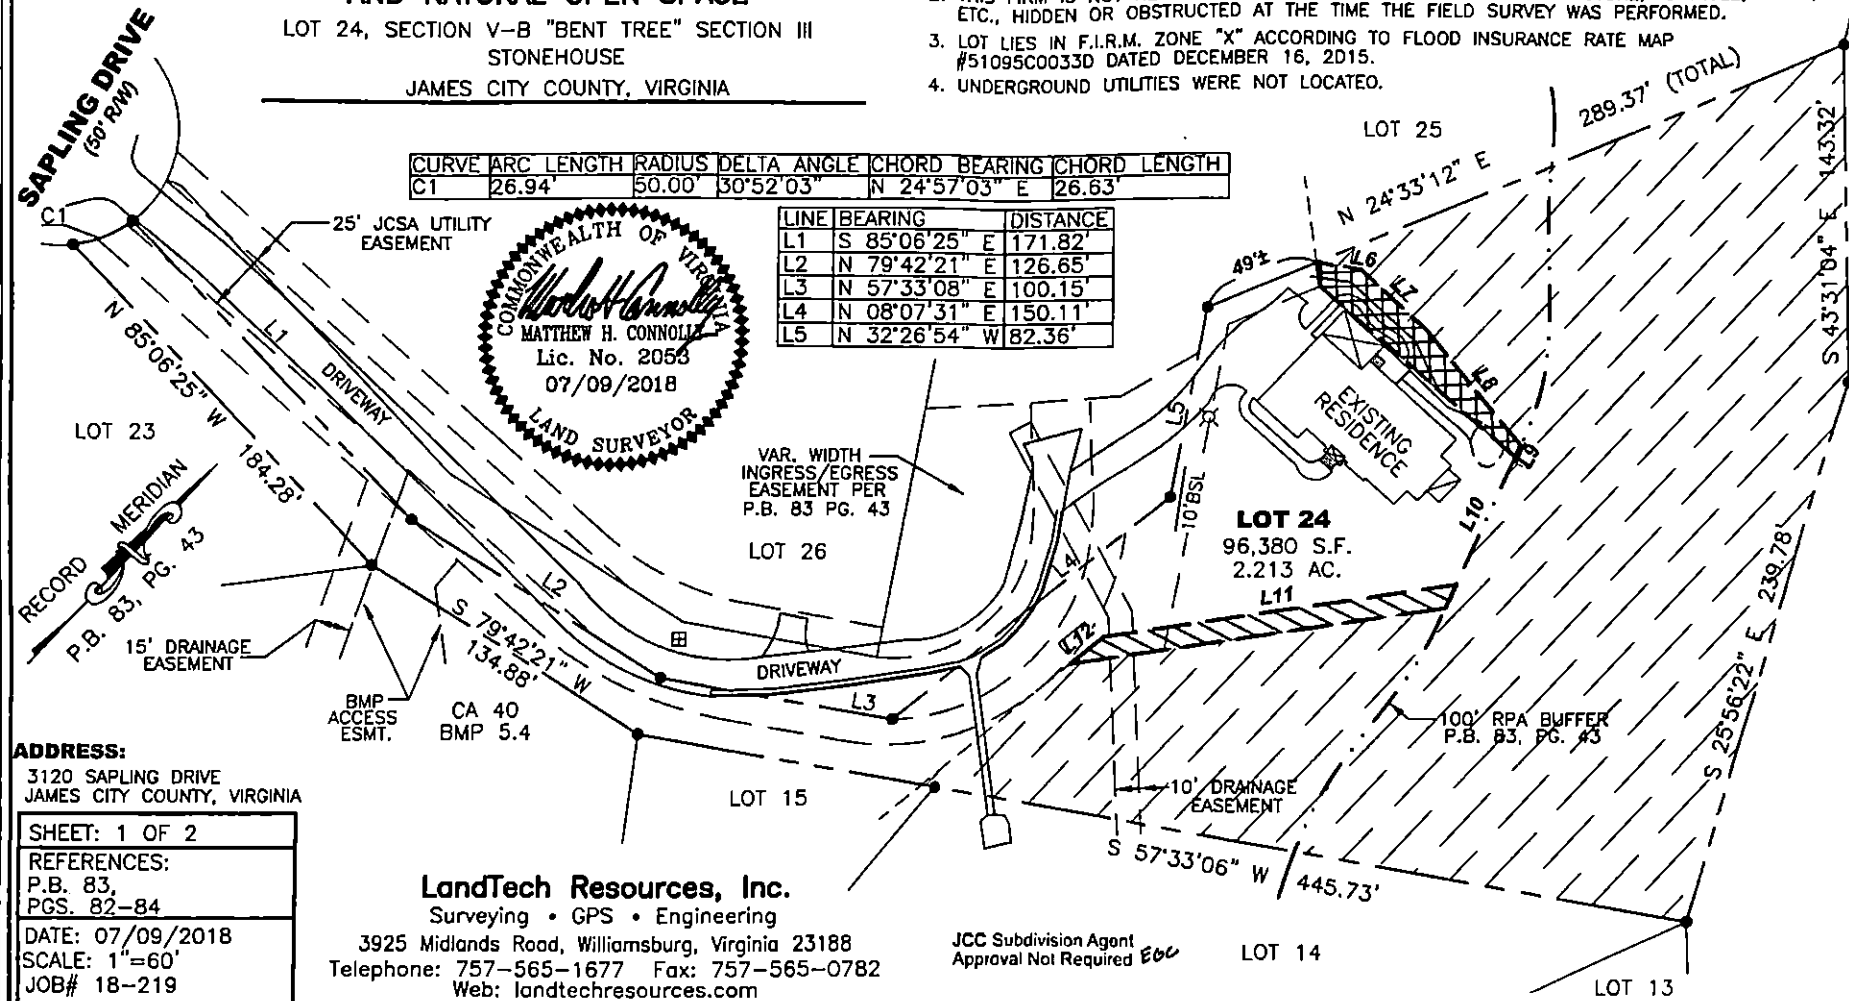 AND NATURAL OPEN SPACE
LOT 24, SECTION V-B "BENT TREE" SECTION III
STONEHOUSE
JAMES CITY COUNTY, VIRGINIA
ETC., HIDDEN OR OBSTRUCTED AT THE TIME THE FIELD SURVEY WAS PERFORMED.
3. LOT LIES IN F.I.R.M. ZONE "X" ACCORDING TO FLOOD INSURANCE RATE MAP
#51095C0033D DATED DECEMBER 16, 2015.
4. UNDERGROUND UTILITIES WERE NOT LOCATED.
SAPLING DRIVE
(50' R/W)
CURVE ARC LENGTH RADIUS DELTA ANGLE CHORD BEARING CHORD LENGTH
C1 26.94' 50.00' 30°52'03" N 24°57'03" E 26.63'
LINE BEARING DISTANCE
L1 S 85°06'25" E 171.82'
L2 N 79°42'21" E 126.65'
L3 N 57°33'08" E 100.15'
L4 N 08°07'31" E 150.11'
L5 N 32°26'54" W 82.36'
C1
25' JCSA UTILITY
EASEMENT
COMMONWEALTH OF VIRGINIA
MATTHEW H. CONNOLLY
Lic. No. 2053
07/09/2018
LAND SURVEYOR
LOT 25
289.37' (TOTAL)
N 24°33'12" E
143.32'
S 43°31'04" E
49'±
L6
L7
L8
L9
L10
L11
L12
L1
L2
L3
L4
L5
DRIVEWAY
N 85°06'25" W
184.28'
LOT 23
RECORD MERIDIAN
P.B. 83, PG. 43
VAR. WIDTH
INGRESS/EGRESS
EASEMENT PER
P.B. 83 PG. 43
LOT 26
10' BSL
EXISTING
RESIDENCE
LOT 24
96,380 S.F.
2.213 AC.
15' DRAINAGE
EASEMENT
BMP
ACCESS
ESMT.
CA 40
BMP 5.4
S 79°42'21" W
134.88'
DRIVEWAY
100' RPA BUFFER
P.B. 83, PG. 43
S 25°56'22" E 239.78'
10' DRAINAGE
EASEMENT
S 57°33'06" W 445.73'
LOT 15
LOT 14
LOT 13
ADDRESS:
3120 SAPLING DRIVE
JAMES CITY COUNTY, VIRGINIA
SHEET: 1 OF 2
REFERENCES:
P.B. 83,
PGS. 82-84
DATE: 07/09/2018
SCALE: 1"=60'
JOB# 18-219
LandTech Resources, Inc.
Surveying • GPS • Engineering
3925 Midlands Road, Williamsburg, Virginia 23188
Telephone: 757-565-1677 Fax: 757-565-0782
Web: landtechresources.com
JCC Subdivision Agent
Approval Not Required